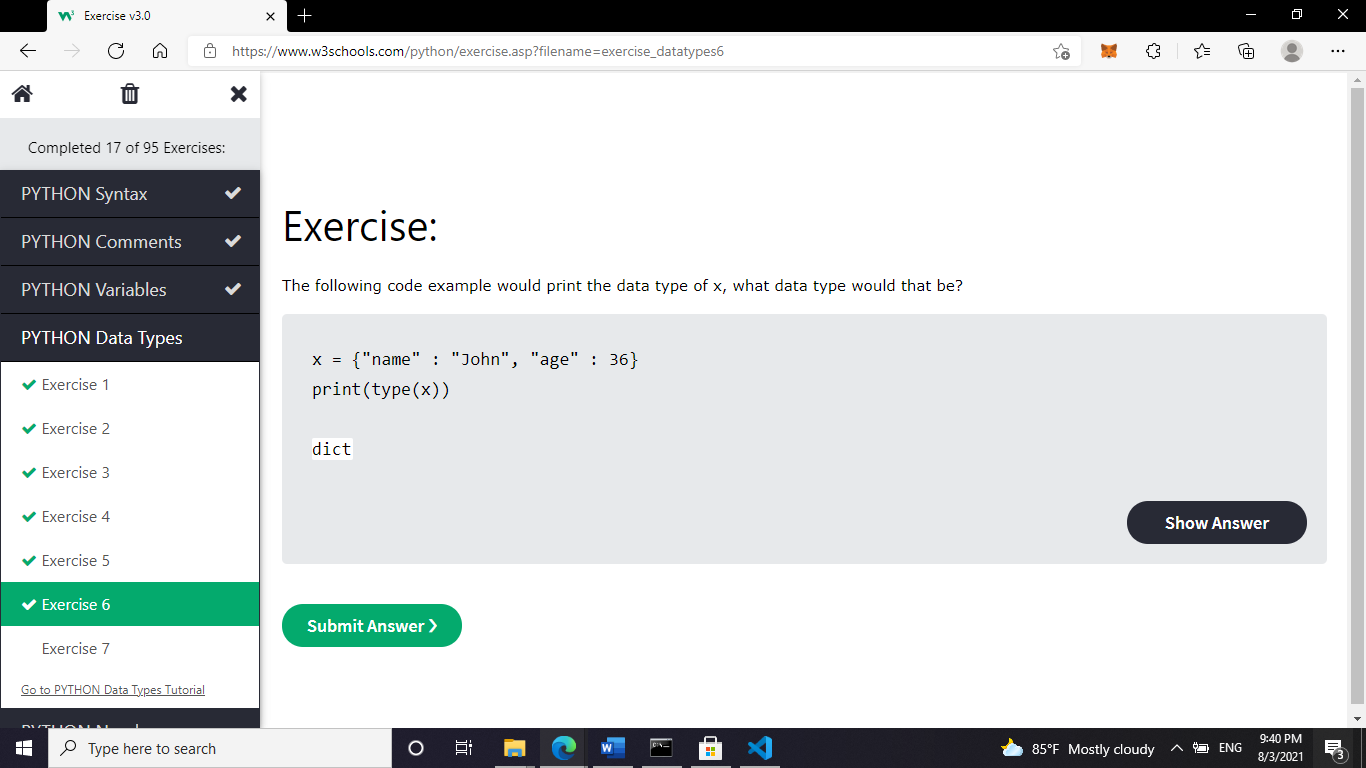 Exercise v3.0
https://www.w3schools.com/python/exercise.asp?filename=exercise_datatypes6
Completed 17 of 95 Exercises:
PYTHON Syntax
PYTHON Comments
PYTHON Variables
PYTHON Data Types
Exercise 1
Exercise 2
Exercise 3
Exercise 4
Exercise 5
Exercise 6
Exercise 7
Go to PYTHON Data Types Tutorial
Exercise:
The following code example would print the data type of x, what data type would that be?
x = {"name" : "John", "age" : 36}
print(type(x))
dict
Show Answer
Submit Answer ❯
Type here to search
85°F Mostly cloudy
ENG
9:40 PM
8/3/2021
3